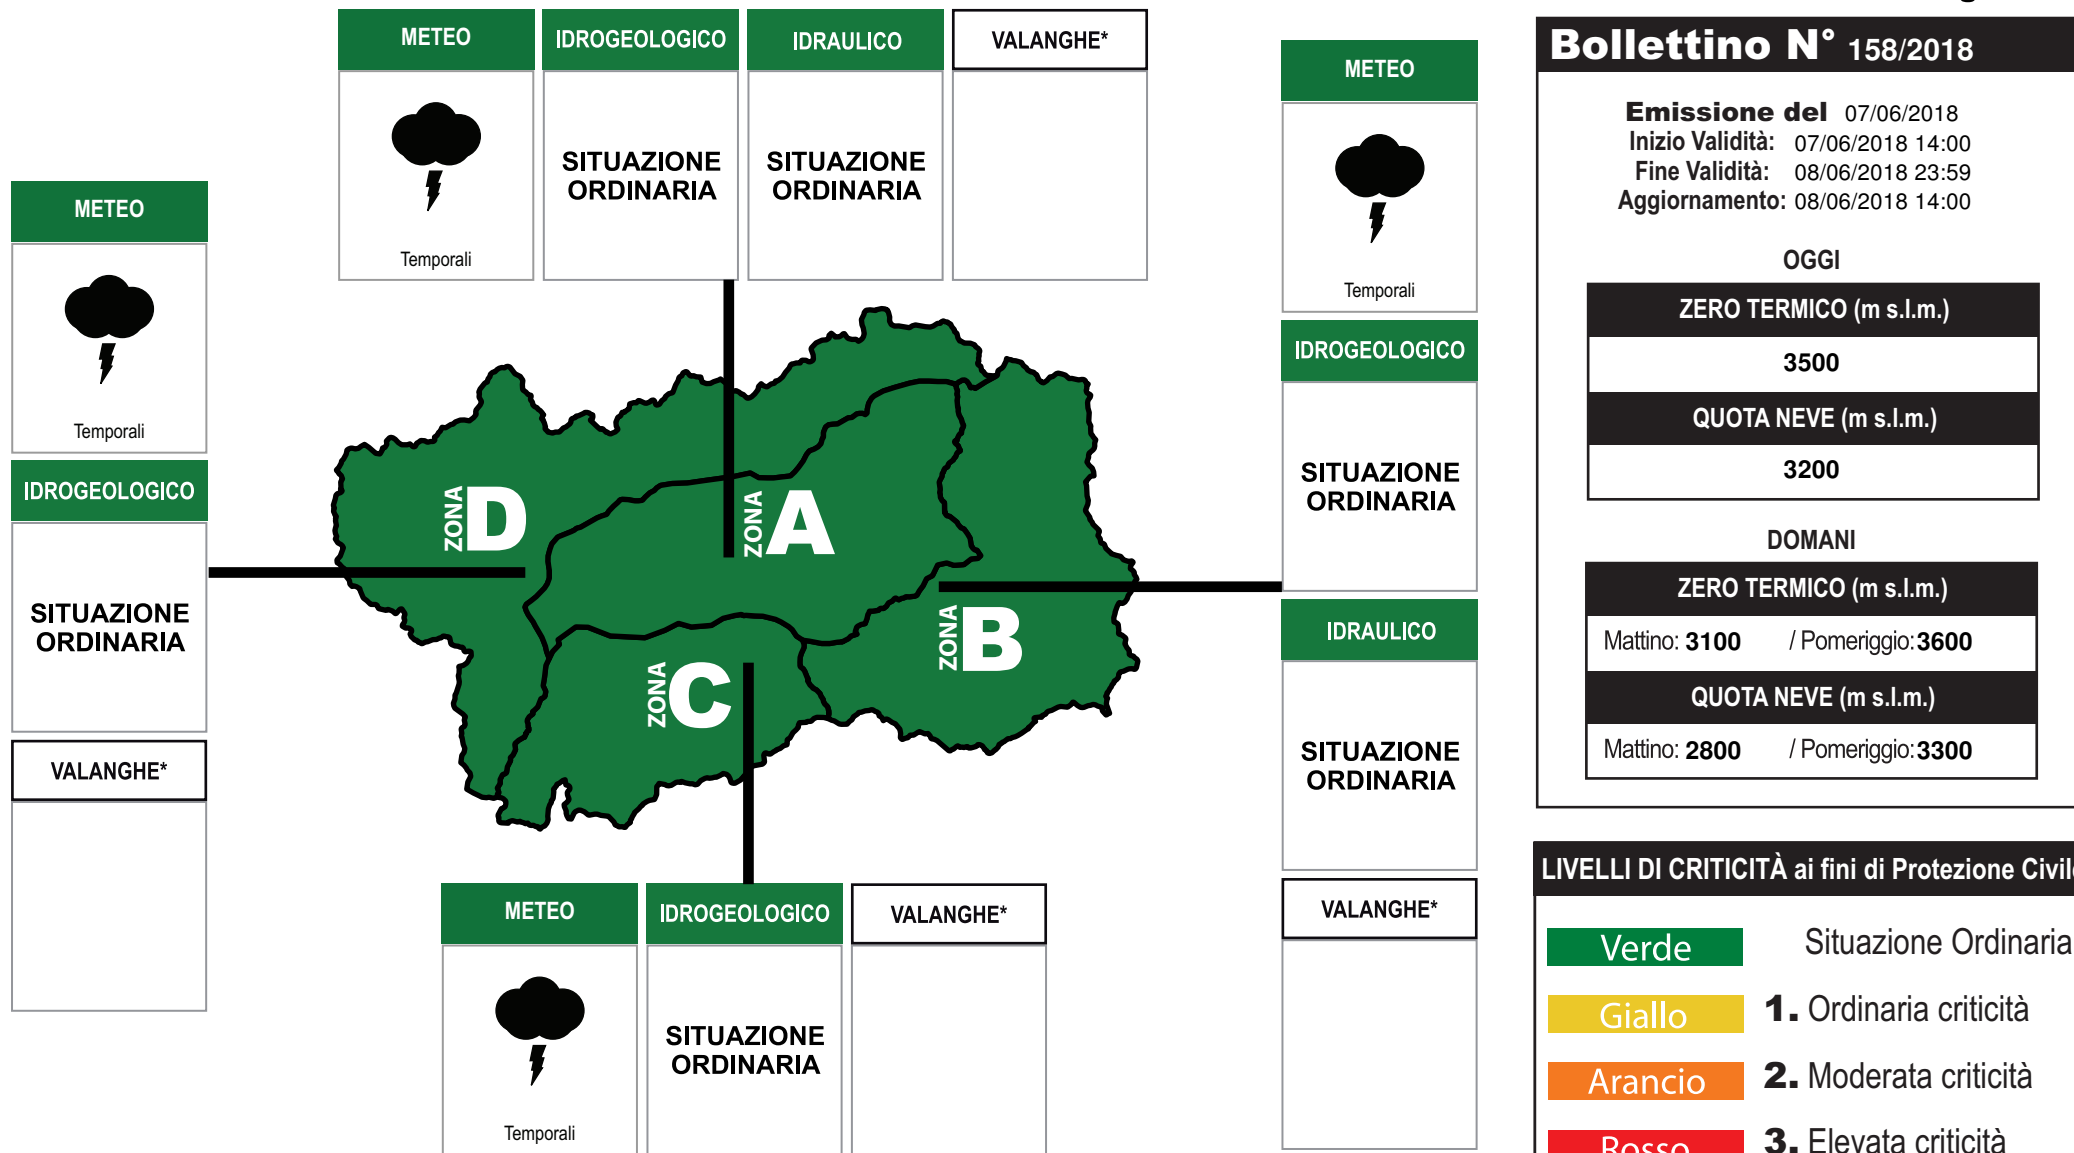 METEO
IDROGEOLOGICO
IDRAULICO
VALANGHE*
Temporali
SITUAZIONE
ORDINARIA
SITUAZIONE
ORDINARIA
METEO
Temporali
IDROGEOLOGICO
SITUAZIONE
ORDINARIA
VALANGHE*
ZONA D
ZONA A
ZONA B
ZONA C
METEO
Temporali
IDROGEOLOGICO
SITUAZIONE
ORDINARIA
IDRAULICO
SITUAZIONE
ORDINARIA
VALANGHE*
METEO
IDROGEOLOGICO
VALANGHE*
Temporali
SITUAZIONE
ORDINARIA
Bollettino N° 158/2018
Emissione del 07/06/2018
Inizio Validità: 07/06/2018 14:00
Fine Validità: 08/06/2018 23:59
Aggiornamento: 08/06/2018 14:00
OGGI
ZERO TERMICO (m s.l.m.)
3500
QUOTA NEVE (m s.l.m.)
3200
DOMANI
ZERO TERMICO (m s.l.m.)
Mattino: 3100 / Pomeriggio: 3600
QUOTA NEVE (m s.l.m.)
Mattino: 2800 / Pomeriggio: 3300
LIVELLI DI CRITICITÀ ai fini di Protezione Civile
Verde Situazione Ordinaria
Giallo 1. Ordinaria criticità
Arancio 2. Moderata criticità
Rosso 3. Elevata criticità